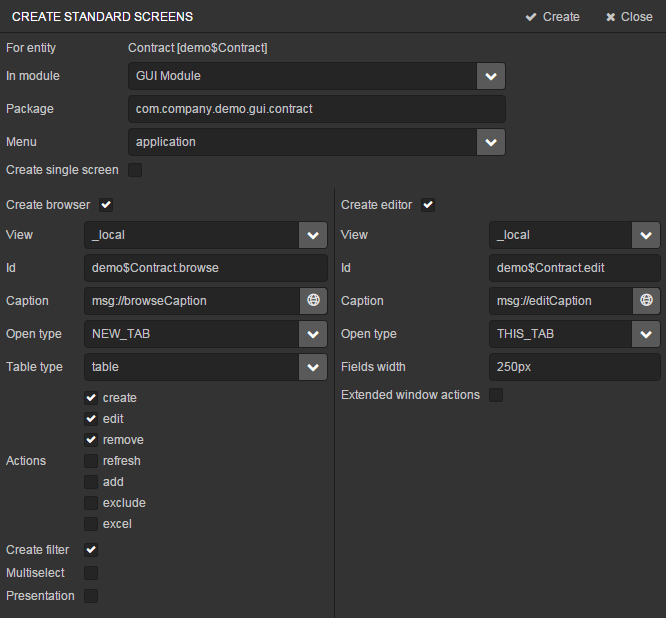 CREATE STANDARD SCREENS Create Close
For entity Contract [demo$Contract]
In module GUI Module
Package com.company.demo.gui.contract
Menu application
Create single screen
Create browser
View _local
Id demo$Contract.browse
Caption msg://browseCaption
Open type NEW_TAB
Table type table
create
edit
remove
Actions refresh
add
exclude
excel
Create filter
Multiselect
Presentation
Create editor
View _local
Id demo$Contract.edit
Caption msg://editCaption
Open type THIS_TAB
Fields width 250px
Extended window actions